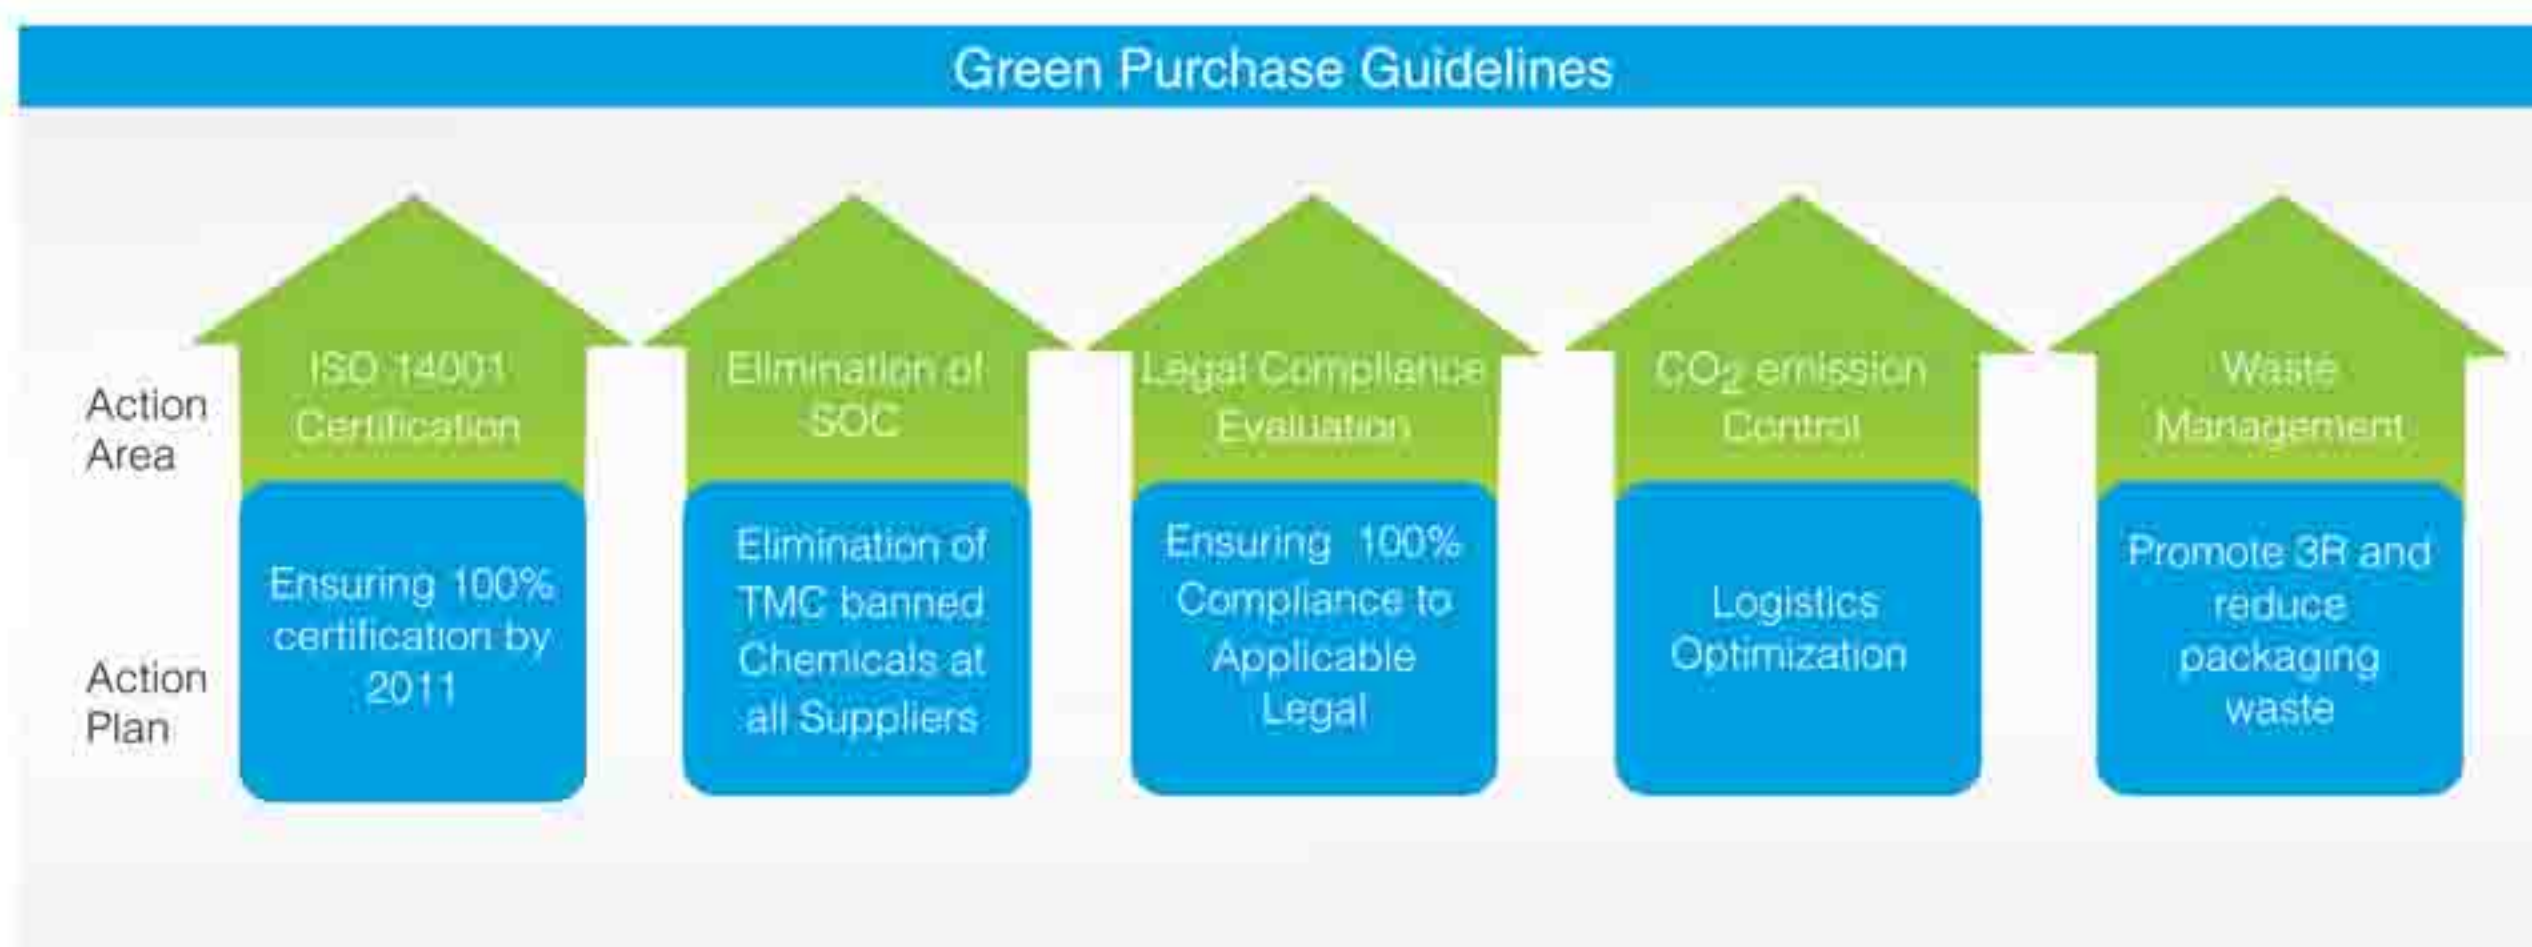 Green Purchase Guidelines
Action
Area
ISO 14001
Certification
Elimination of
SOC
Legal Compliance
Evaluation
CO₂ emission
Control
Waste
Management
Action
Plan
Ensuring 100%
certification by
2011
Elimination of
TMC banned
Chemicals at
all Suppliers
Ensuring 100%
Compliance to
Applicable
Legal
Logistics
Optimization
Promote 3R and
reduce
packaging
waste